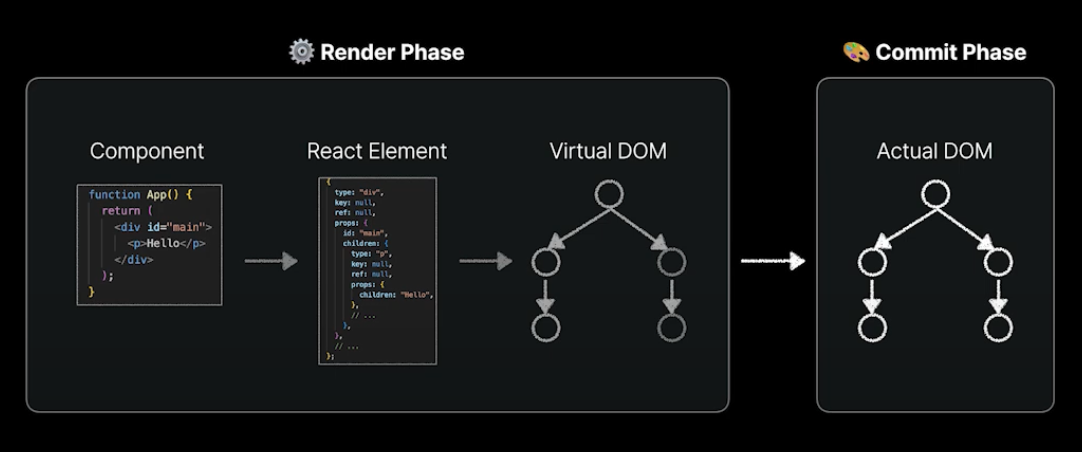 ⚙️ Render Phase
🎨 Commit Phase
Component
React Element
Virtual DOM
Actual DOM
function App() {
  return (
    <div id="main">
      <p>Hello</p>
    </div>
  );
}
{
  type: "div",
  key: null,
  ref: null,
  props: {
    id: "main",
    children: {
      type: "p",
      key: null,
      ref: null,
      props: {
        children: "Hello",
      },
      // ...
    },
  },
  // ...
};